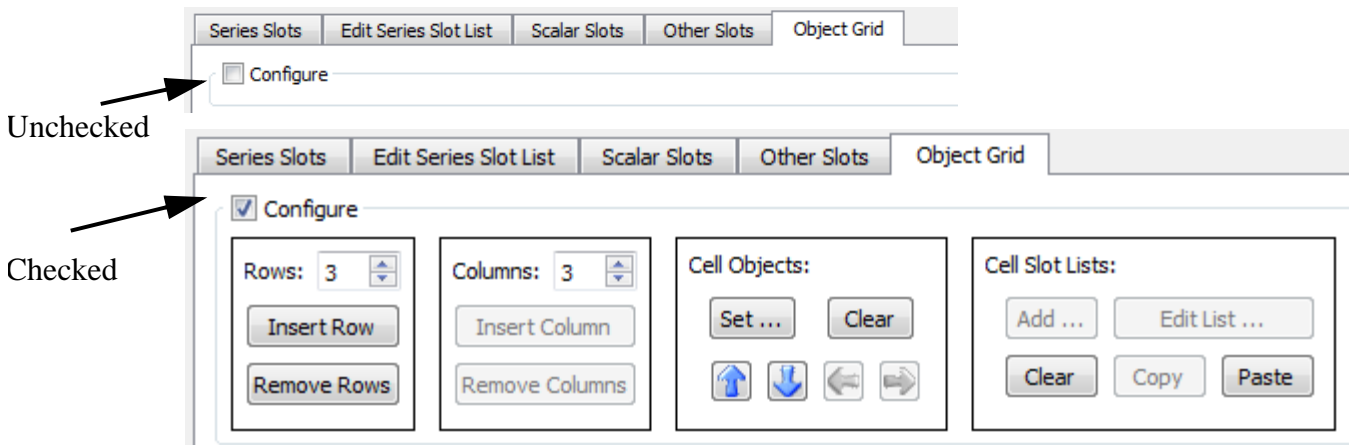 Series Slots Edit Series Slot List Scalar Slots Other Slots Object Grid
Configure
Unchecked
Series Slots Edit Series Slot List Scalar Slots Other Slots Object Grid
Configure
Checked
Rows: 3 Columns: 3 Cell Objects: Cell Slot Lists:
Insert Row Insert Column Set ... Clear Add ... Edit List ...
Remove Rows Remove Columns Clear Copy Paste